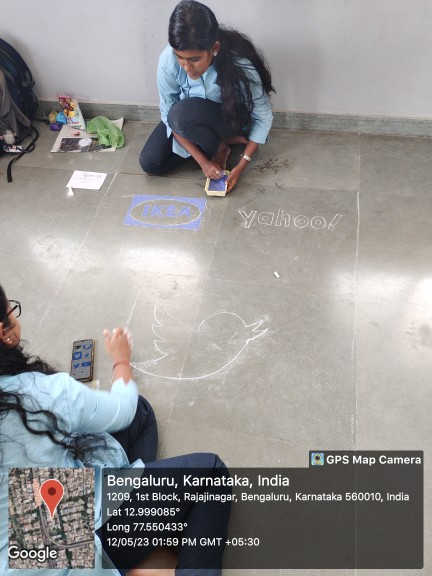 IKEA
yahoo!
GPS Map Camera
Bengaluru, Karnataka, India
1209, 1st Block, Rajajinagar, Bengaluru, Karnataka 560010, India
Lat 12.999085°
Long 77.550433°
12/05/23 01:59 PM GMT +05:30
Google